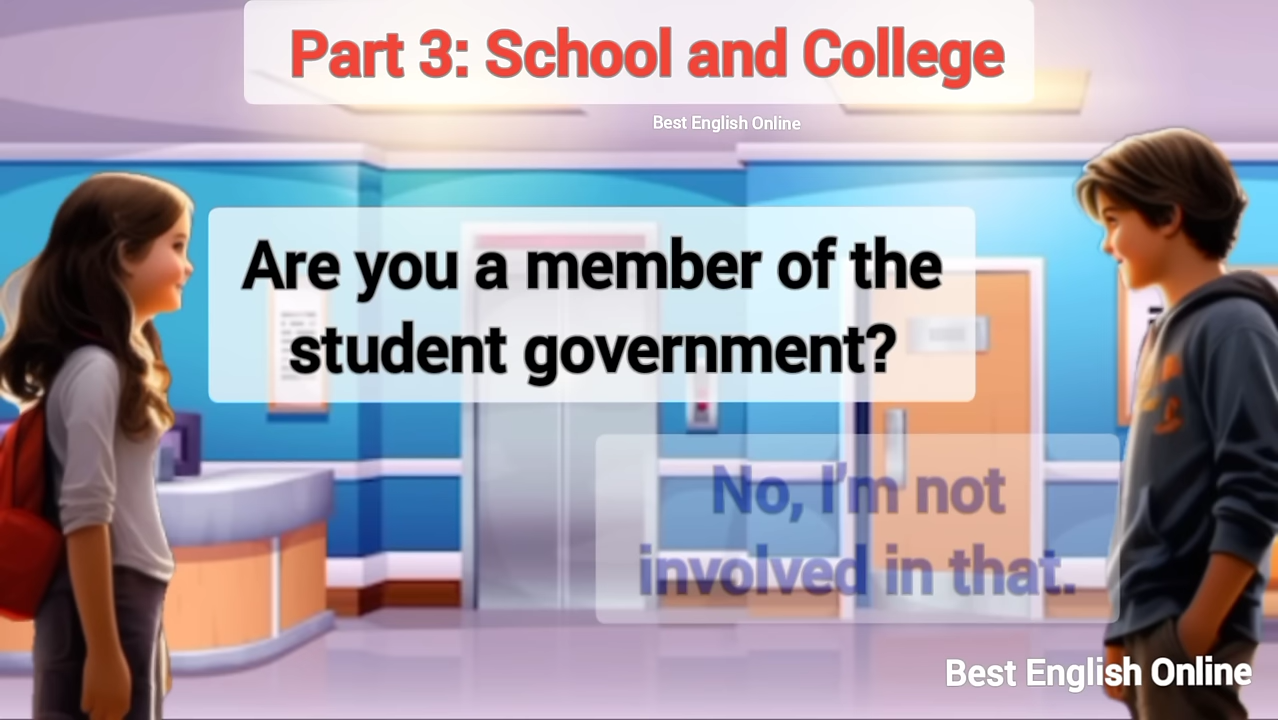 Part 3: School and College
Best English Online
Are you a member of the
student government?
No, I'm not
involved in that.
Best English Online